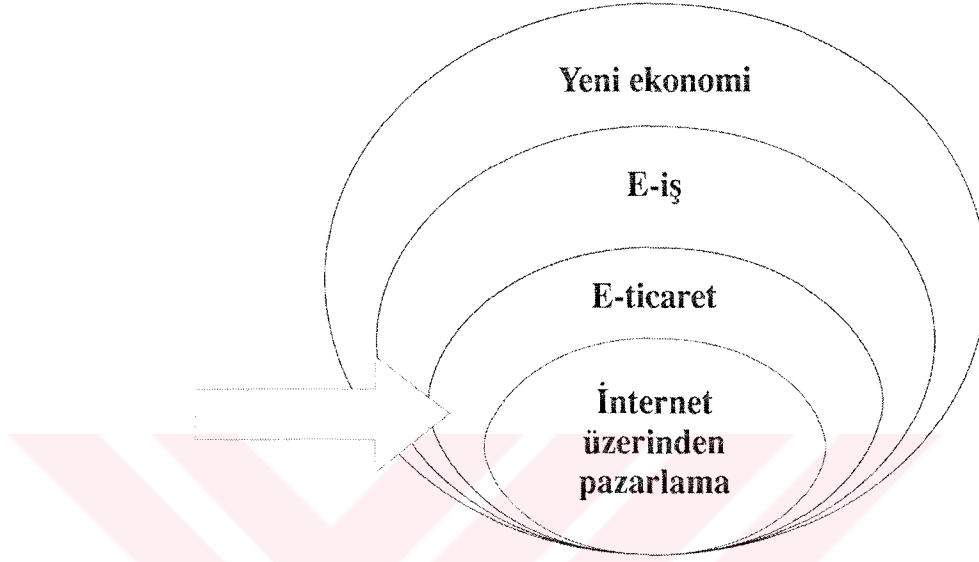 Yeni ekonomi
E-iş
E-ticaret
İnternet
üzerinden
pazarlama